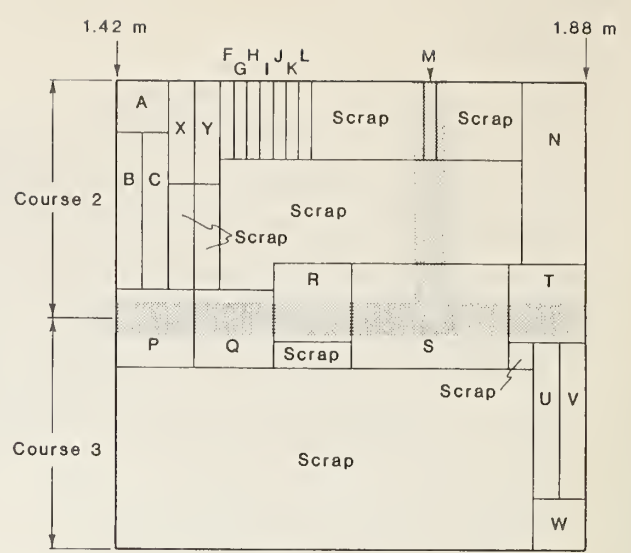 1.42 m
1.88 m
F H J L
G I K
M
A
X
Y
Scrap
Scrap
N
B
C
Course 2
Scrap
Scrap
R
T
P
Q
Scrap
S
Scrap
U
V
Course 3
Scrap
W